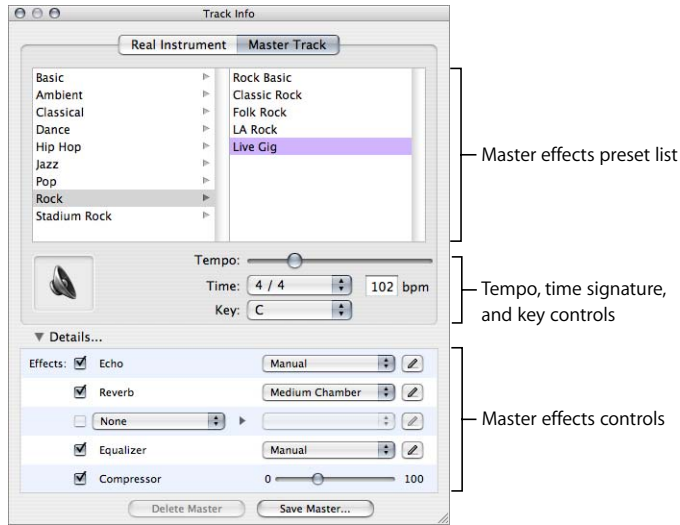 Track Info
Real Instrument Master Track
Basic
Ambient
Classical
Dance
Hip Hop
Jazz
Pop
Rock
Stadium Rock
Rock Basic
Classic Rock
Folk Rock
LA Rock
Live Gig
Master effects preset list
Tempo:
Time: 4 / 4 102 bpm
Key: C
Tempo, time signature,
and key controls
Details...
Effects: Echo Manual
Reverb Medium Chamber
None
Equalizer Manual
Compressor 0 100
Master effects controls
Delete Master Save Master...